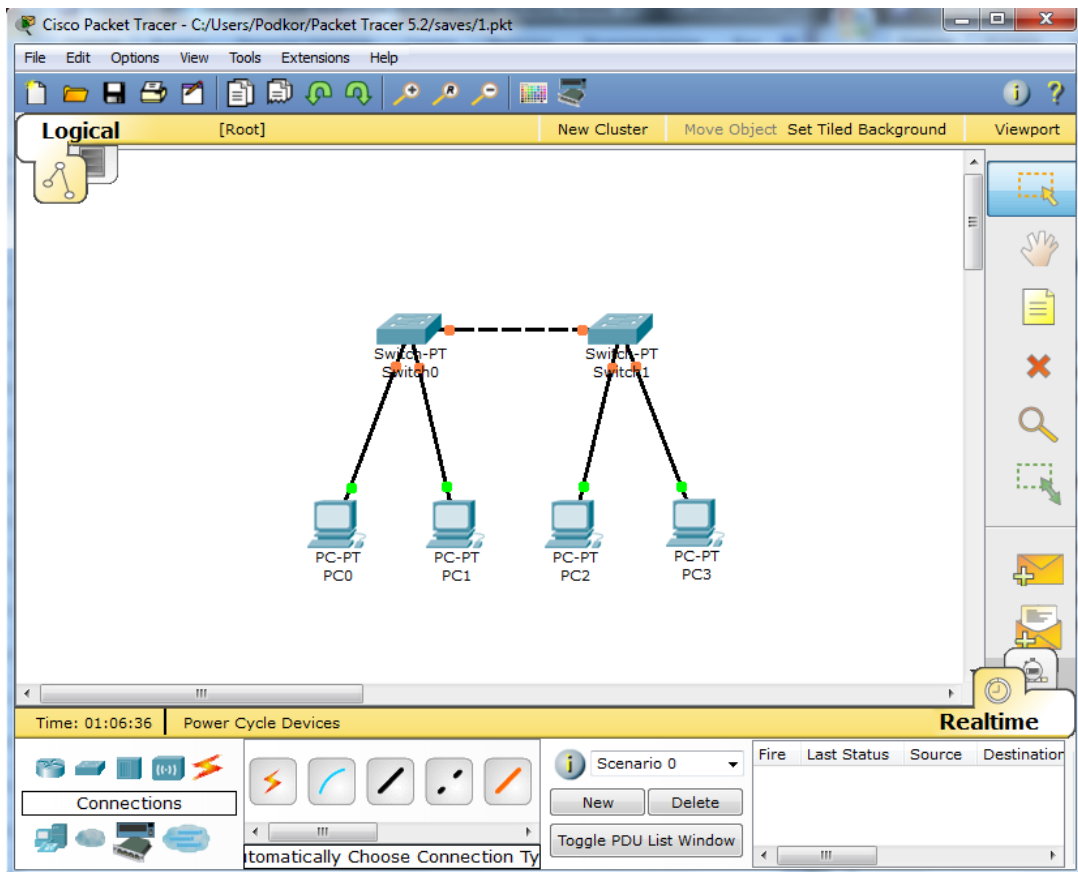 Cisco Packet Tracer - C:/Users/Podkor/Packet Tracer 5.2/saves/1.pkt
File Edit Options View Tools Extensions Help
Logical [Root] New Cluster Move Object Set Tiled Background Viewport
Switch-PT
Switch0
Switch-PT
Switch1
PC-PT
PC0
PC-PT
PC1
PC-PT
PC2
PC-PT
PC3
Time: 01:06:36 Power Cycle Devices Realtime
Connections
itomatically Choose Connection Ty
Scenario 0
New Delete
Toggle PDU List Window
Fire Last Status Source Destination